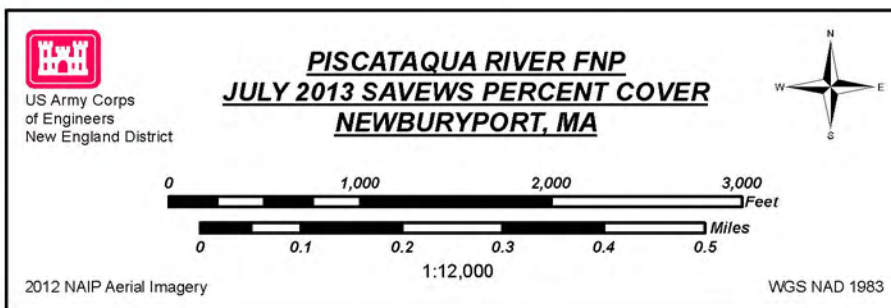 US Army Corps
of Engineers
New England District
PISCATAQUA RIVER FNP
JULY 2013 SAVEWS PERCENT COVER
NEWBURYPORT, MA
N
W E
S
0 1,000 2,000 3,000
Feet
Miles
0 0.1 0.2 0.3 0.4 0.5
1:12,000
2012 NAIP Aerial Imagery WGS NAD 1983